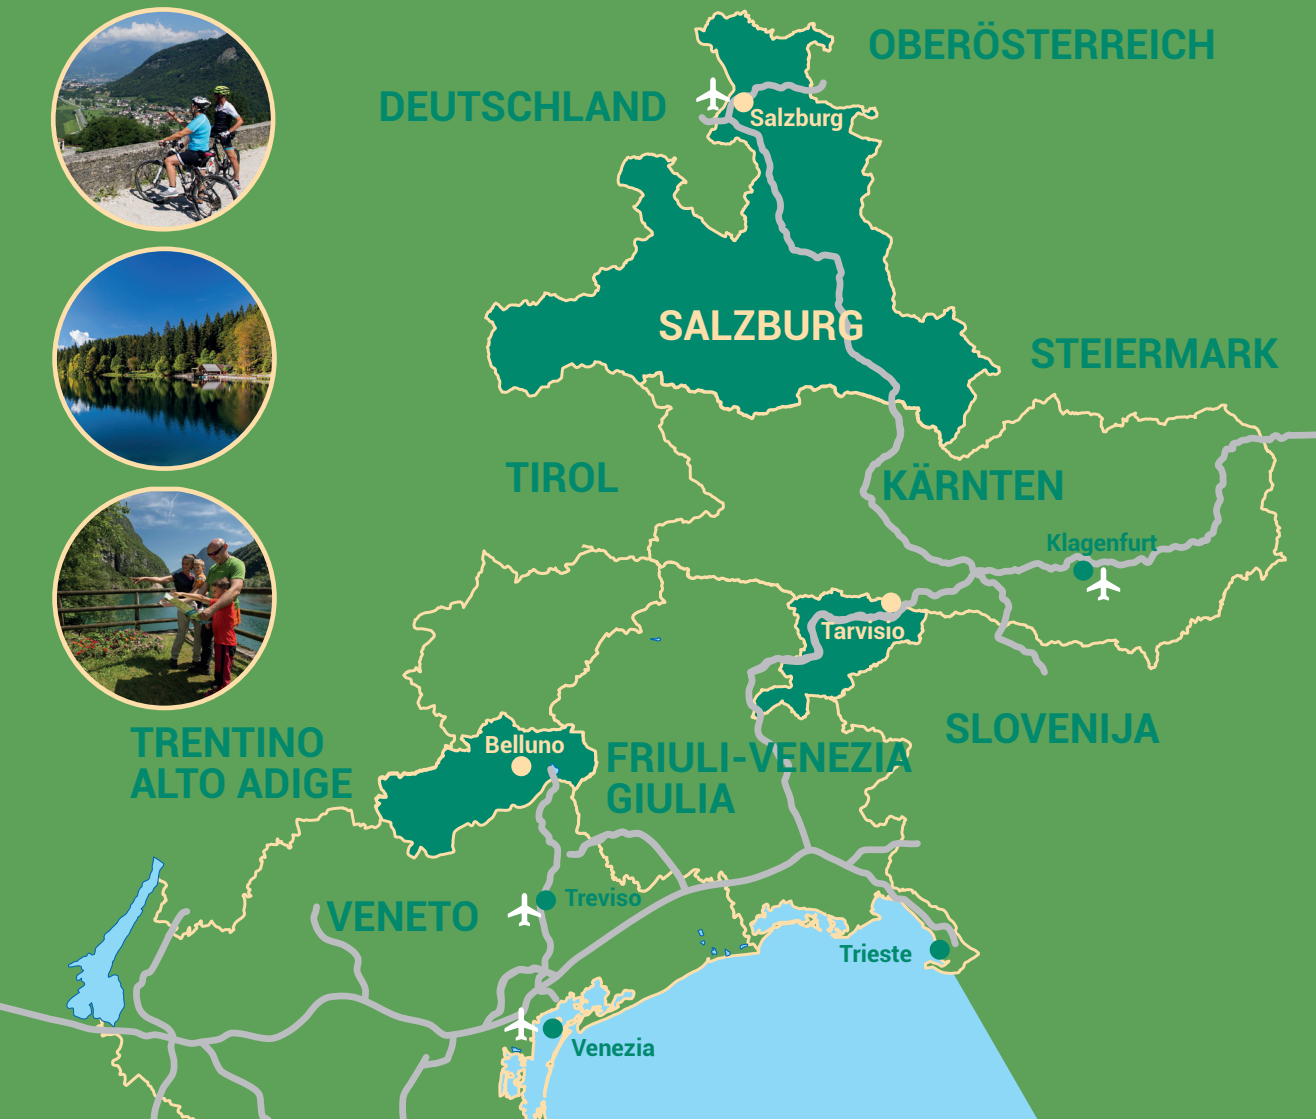 OBERÖSTERREICH
DEUTSCHLAND
Salzburg
SALZBURG
STEIERMARK
TIROL
KÄRNTEN
Klagenfurt
Tarvisio
SLOVENIJA
TRENTINO
ALTO ADIGE
Belluno
FRIULI-VENEZIA
GIULIA
Treviso
VENETO
Trieste
Venezia